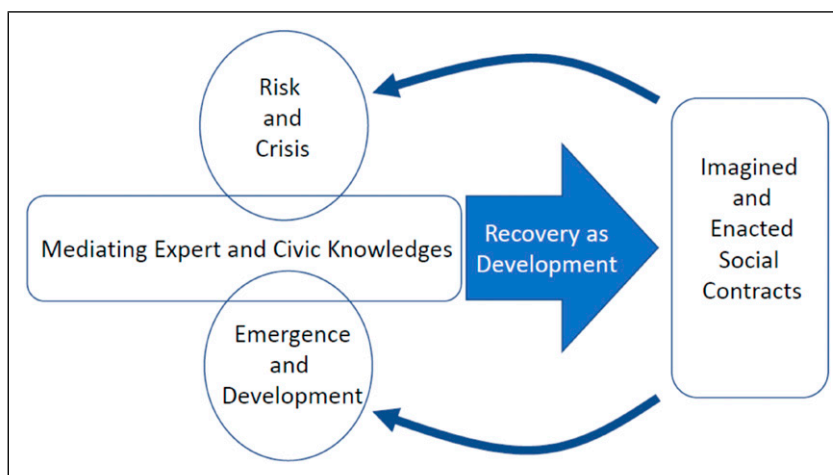 Risk
and
Crisis
Mediating Expert and Civic Knowledges
Emergence
and
Development
Recovery as
Development
Imagined
and
Enacted
Social
Contracts